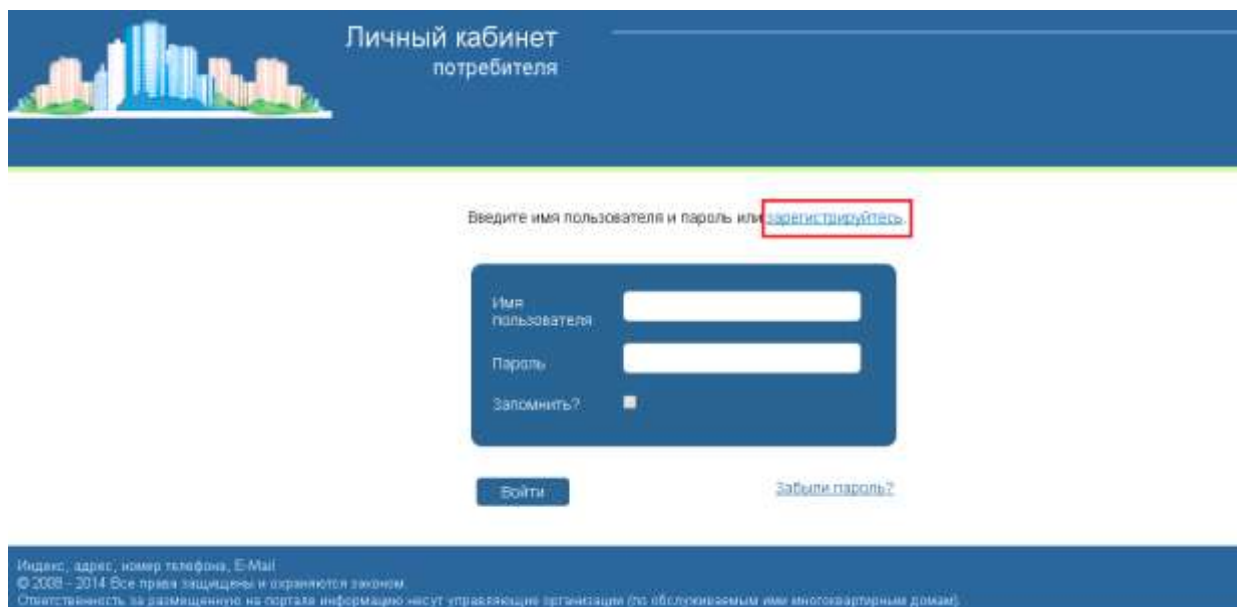 Личный кабинет
потребителя
Введите имя пользователя и пароль или зарегистрируйтесь.
Имя
пользователя
Пароль
Запомнить?
Войти
Забыли пароль?
Индекс, адрес, номер телефона, E-Mail
© 2008 - 2014 Все права защищены и охраняются законом.
Ответственность за размещенную на портале информацию несут управляющие организации (по обслуживаемым ими многоквартирным домам).